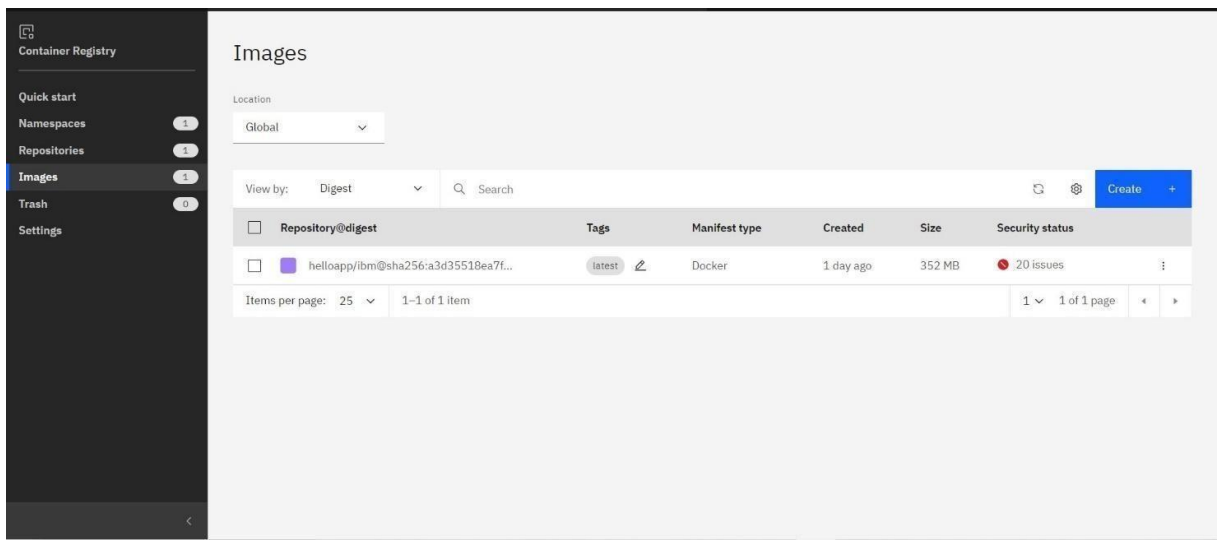 Container Registry
Quick start
Namespaces 1
Repositories 1
Images 1
Trash 0
Settings
Images
Location
Global
View by: Digest Search Create +
Repository@digest Tags Manifest type Created Size Security status
helloapp/ibm@sha256:a3d35518ea7f... latest Docker 1 day ago 352 MB 20 issues
Items per page: 25 1–1 of 1 item 1 1 of 1 page